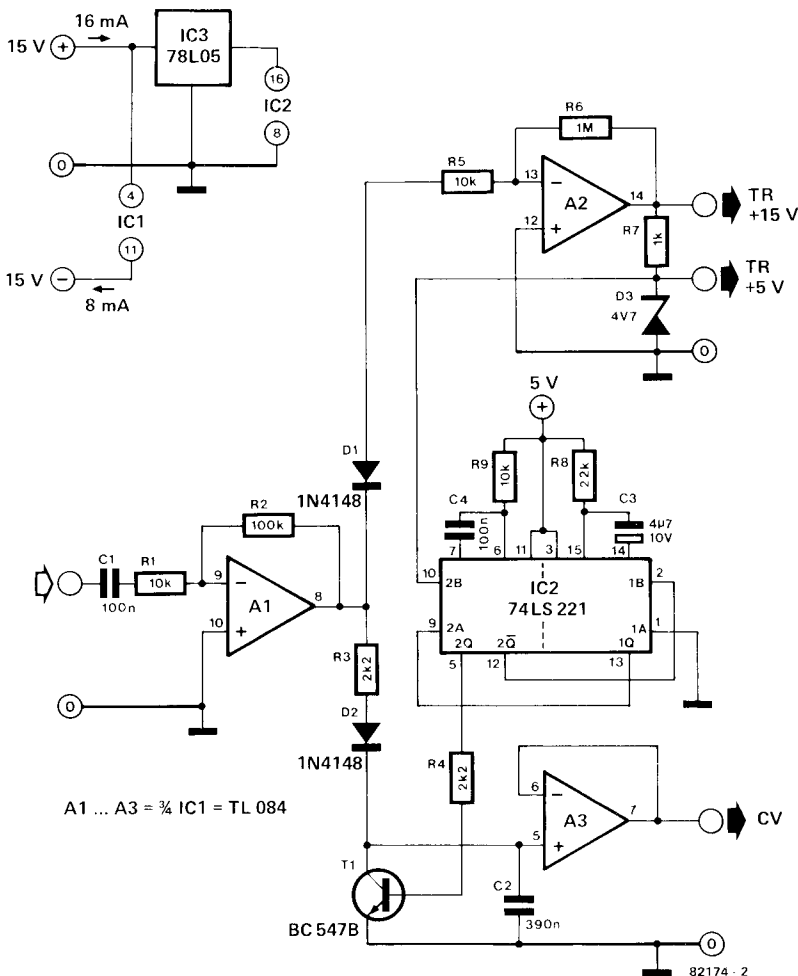 16 mA
15 V +
IC3
78L05
16
IC2
8
0
4
IC1
11
15 V −
8 mA
R6
1M
R5
10k
13
−
A2
14
12
+
TR
+15 V
R7
1k
TR
+5 V
D3
4V7
0
5 V
+
D1
1N4148
R9
10k
R8
22k
C4
100n
C3
4µ7
10V
7
6
11
3
15
14
R2
100k
C1
100n
R1
10k
9
−
A1
8
10
+
10
2B
IC2
1B
2
74LS 221
9
2A
1A
1
2Q
2Q̅
1Q
5
12
13
R3
2k2
D2
1N4148
R4
2k2
0
A1 ... A3 = ¾ IC1 = TL 084
6
−
A3
7
5
+
CV
T1
BC 547B
C2
390n
0
82174 - 2